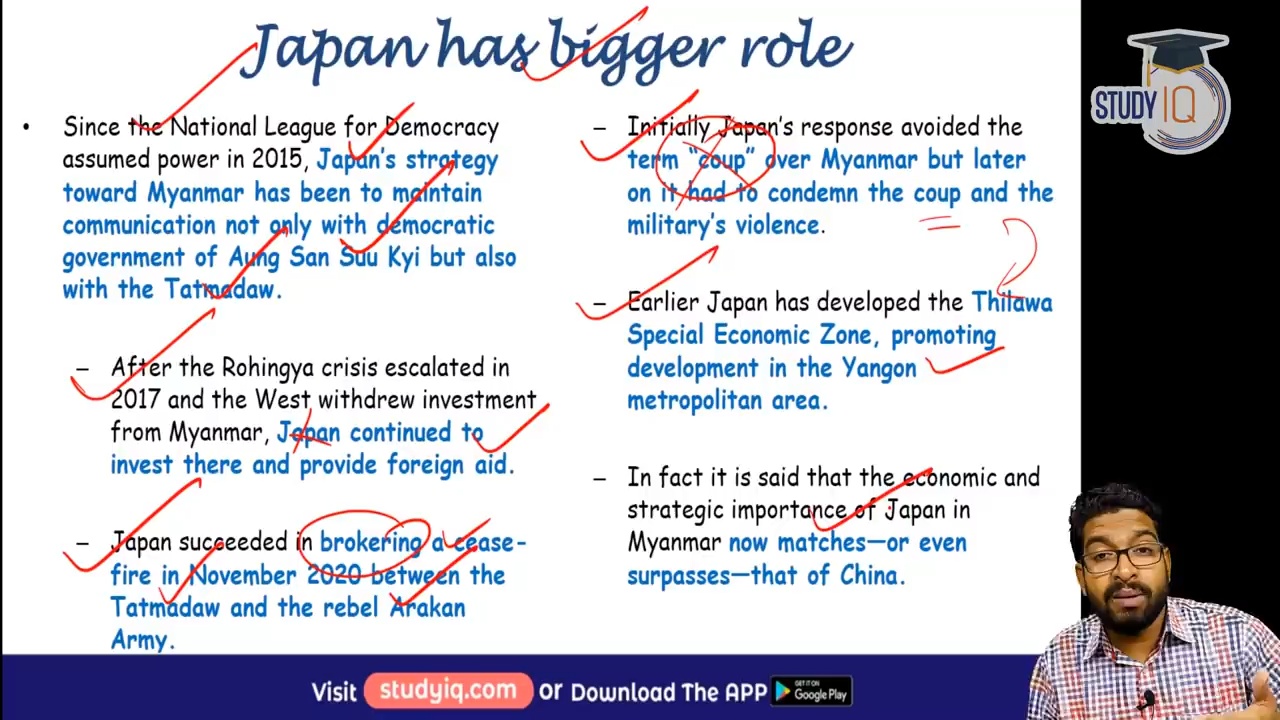 Japan has bigger role
STUDY IQ
• Since the National League for Democracy
assumed power in 2015, Japan's strategy
toward Myanmar has been to maintain
communication not only with democratic
government of Aung San Suu Kyi but also
with the Tatmadaw.
– After the Rohingya crisis escalated in
2017 and the West withdrew investment
from Myanmar, Japan continued to
invest there and provide foreign aid.
– Japan succeeded in brokering a cease-
fire in November 2020 between the
Tatmadaw and the rebel Arakan
Army.
– Initially Japan's response avoided the
term “coup” over Myanmar but later
on it had to condemn the coup and the
military's violence.
– Earlier Japan has developed the Thilawa
Special Economic Zone, promoting
development in the Yangon
metropolitan area.
– In fact it is said that the economic and
strategic importance of Japan in
Myanmar now matches—or even
surpasses—that of China.
Visit studyiq.com or Download The APP GET IT ON Google Play